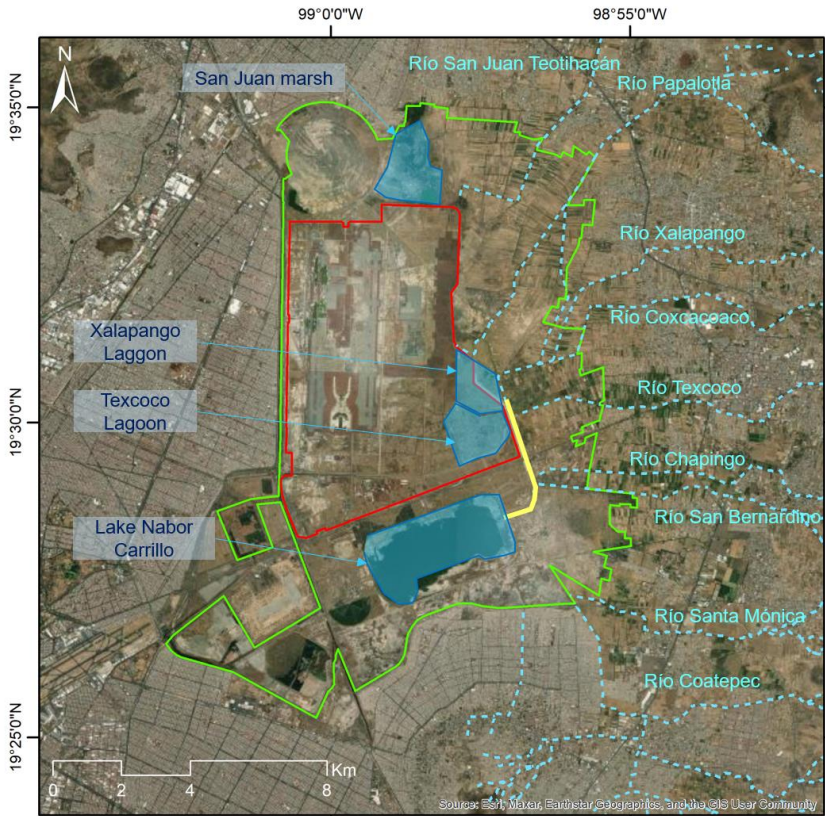 99°0'0"W
98°55'0"W
N
19°35'0"N
San Juan marsh
Río San Juan Teotihacán
Río Papalotla
Río Xalapango
Río Coxcacoaco
Xalapango
Laggon
Río Texcoco
Texcoco
Lagoon
19°30'0"N
Río Chapingo
Río San Bernardino
Lake Nabor
Carrillo
Río Santa Mónica
Río Coatepec
19°25'0"N
Km
0 2 4 8
Source: Esri, Maxar, Earthstar Geographics, and the GIS User Community